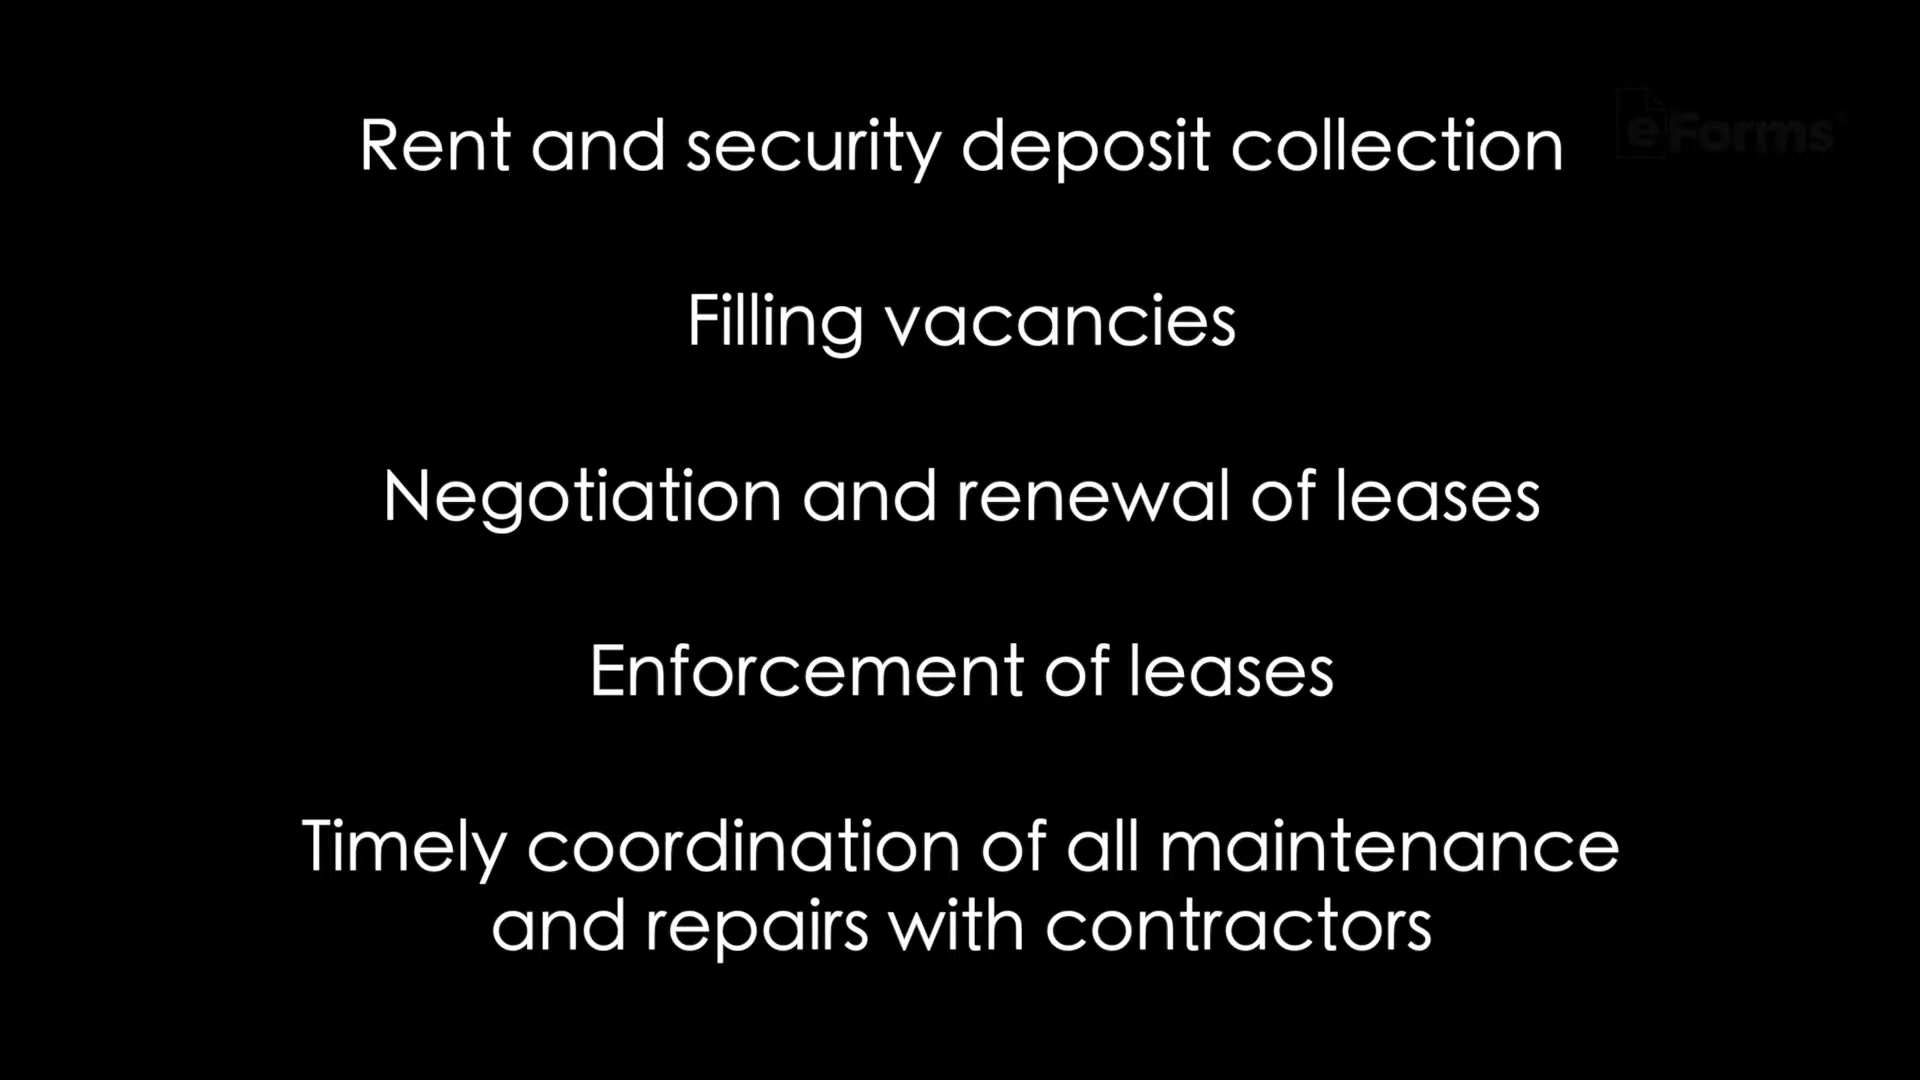 Rent and security deposit collection
eForms
Filling vacancies
Negotiation and renewal of leases
Enforcement of leases
Timely coordination of all maintenance
and repairs with contractors